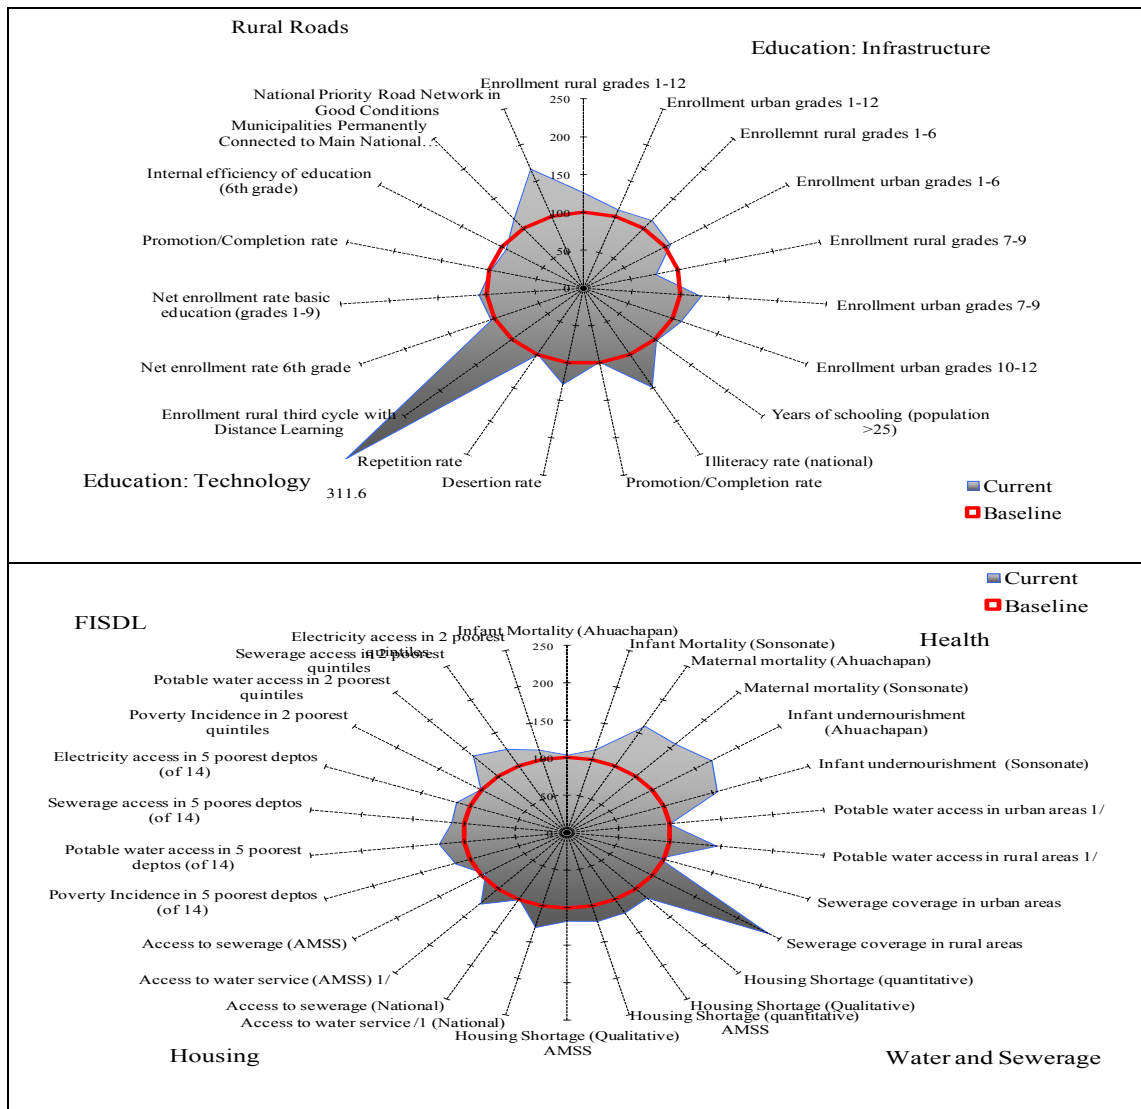 Rural Roads
Education: Infrastructure
Enrollment rural grades 1-12
National Priority Road Network in
Good Conditions
Municipalities Permanently
Connected to Main National…
Internal efficiency of education
(6th grade)
Promotion/Completion rate
Net enrollment rate basic
education (grades 1-9)
Net enrollment rate 6th grade
Enrollment rural third cycle with
Distance Learning
Repetition rate
Desertion rate
Education: Technology
311.6
250
200
150
100
50
0
Enrollment urban grades 1-12
Enrollemnt rural grades 1-6
Enrollment urban grades 1-6
Enrollment rural grades 7-9
Enrollment urban grades 7-9
Enrollment urban grades 10-12
Years of schooling (population
>25)
Illiteracy rate (national)
Promotion/Completion rate
Current
Baseline
Current
Baseline
FISDL
Health
Infant Mortality (Ahuachapan)
Electricity access in 2 poorest
quintiles
Sewerage access in 2 poorest
quintiles
Potable water access in 2 poorest
quintiles
Poverty Incidence in 2 poorest
quintiles
Electricity access in 5 poorest deptos
(of 14)
Sewerage access in 5 poores deptos
(of 14)
Potable water access in 5 poorest
deptos (of 14)
Poverty Incidence in 5 poorest deptos
(of 14)
Access to sewerage (AMSS)
Access to water service (AMSS) 1/
Access to sewerage (National)
Access to water service /1 (National)
250
200
150
100
50
0
Infant Mortality (Sonsonate)
Maternal mortality (Ahuachapan)
Maternal mortality (Sonsonate)
Infant undernourishment
(Ahuachapan)
Infant undernourishment (Sonsonate)
Potable water access in urban areas 1/
Potable water access in rural areas 1/
Sewerage coverage in urban areas
Sewerage coverage in rural areas
Housing Shortage (quantitative)
Housing Shortage (Qualitative)
Housing Shortage (quantitative)
AMSS
Housing Shortage (Qualitative)
AMSS
Housing
Water and Sewerage